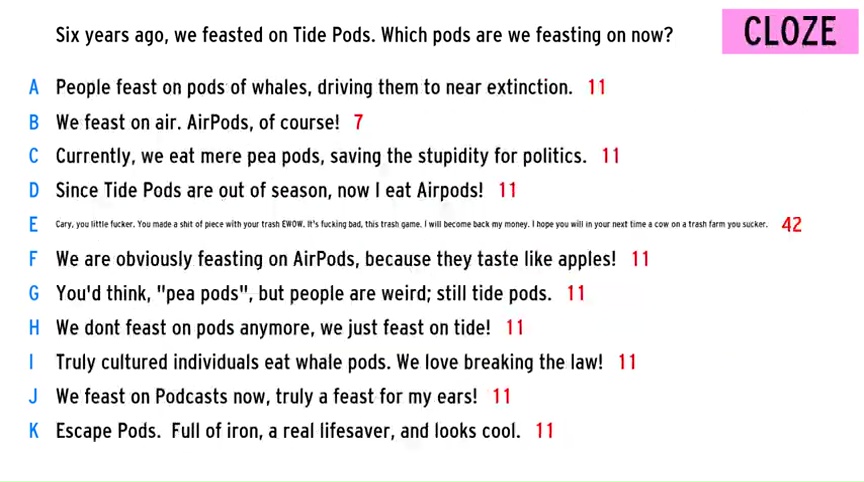 Six years ago, we feasted on Tide Pods. Which pods are we feasting on now?
CLOZE
A People feast on pods of whales, driving them to near extinction. 11
B We feast on air. AirPods, of course! 7
C Currently, we eat mere pea pods, saving the stupidity for politics. 11
D Since Tide Pods are out of season, now I eat Airpods! 11
E Cary, you little fucker. You made a shit of piece with your trash EWOW. It's fucking bad, this trash game. I will become back my money. I hope you will in your next time a cow on a trash farm you sucker. 42
F We are obviously feasting on AirPods, because they taste like apples! 11
G You'd think, "pea pods", but people are weird; still tide pods. 11
H We dont feast on pods anymore, we just feast on tide! 11
I Truly cultured individuals eat whale pods. We love breaking the law! 11
J We feast on Podcasts now, truly a feast for my ears! 11
K Escape Pods. Full of iron, a real lifesaver, and looks cool. 11